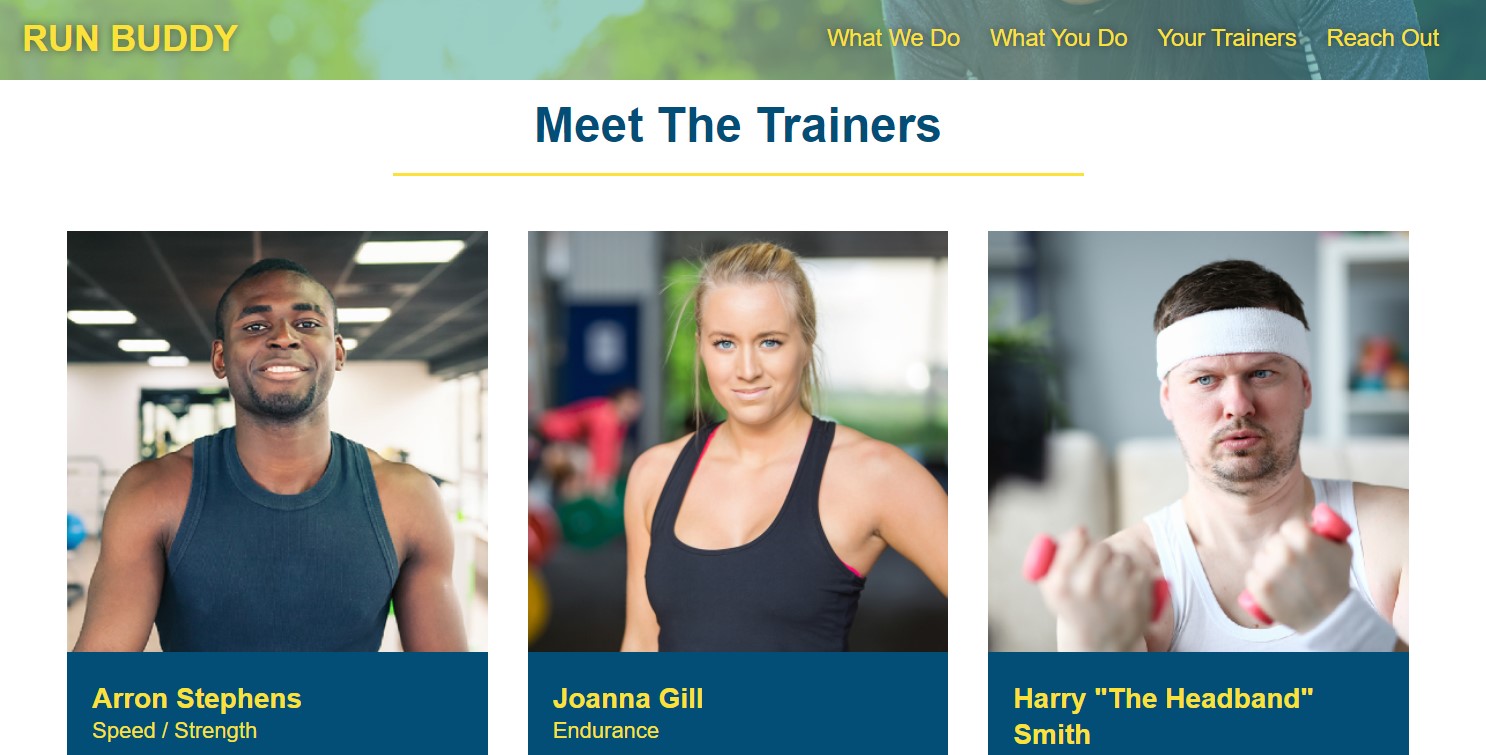 RUN BUDDY
What We Do What You Do Your Trainers Reach Out
Meet The Trainers
Arron Stephens
Speed / Strength
Joanna Gill
Endurance
Harry "The Headband"
Smith